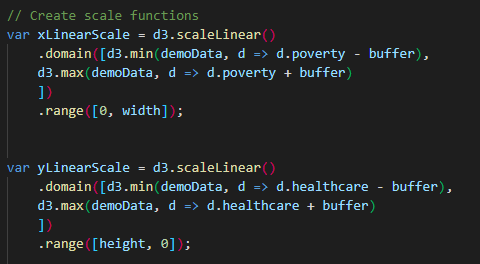 // Create scale functions
var xLinearScale = d3.scaleLinear()
.domain([d3.min(demoData, d => d.poverty - buffer),
d3.max(demoData, d => d.poverty + buffer)
])
.range([0, width]);
var yLinearScale = d3.scaleLinear()
.domain([d3.min(demoData, d => d.healthcare - buffer),
d3.max(demoData, d => d.healthcare + buffer)
])
.range([height, 0]);